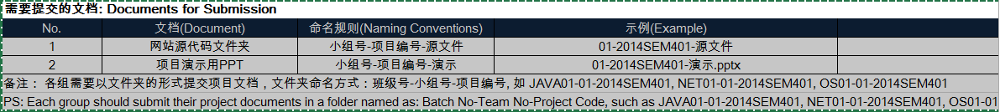 需要提交的文档: Documents for Submission
No. 文档(Document) 命名规则(Naming Conventions) 示例(Example)
1 网站源代码文件夹 小组号-项目编号-源文件 01-2014SEM401-源文件
2 项目演示用PPT 小组号-项目编号-演示 01-2014SEM401-演示.pptx
备注： 各组需要以文件夹的形式提交项目文档，文件夹命名方式：班级号-小组号-项目编号, 如 JAVA01-01-2014SEM401, NET01-01-2014SEM401, OS01-01-2014SEM401
PS: Each group should submit their project documents in a folder named as: Batch No-Team No-Project Code, such as JAVA01-01-2014SEM401, NET01-01-2014SEM401, OS01-01